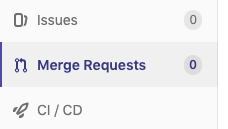 Issues 0
Merge Requests 0
CI / CD